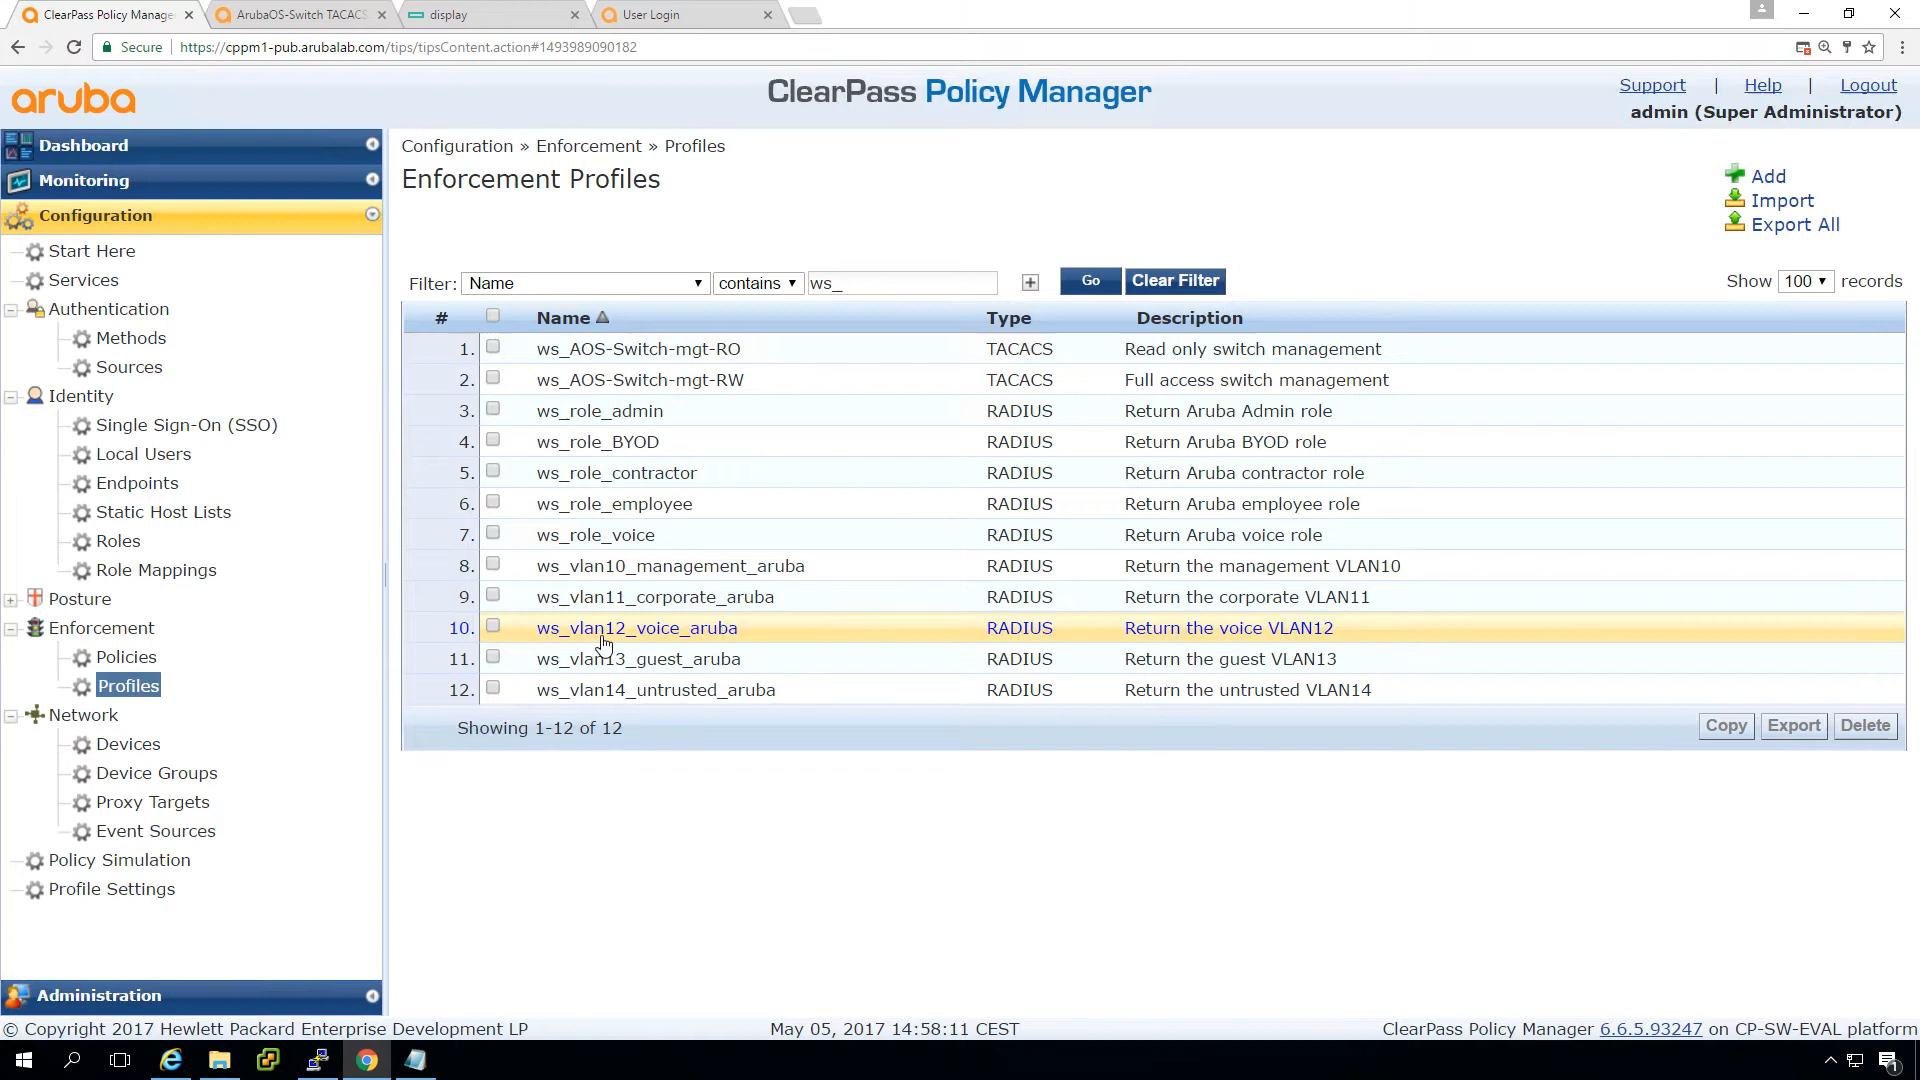 ClearPass Policy Manage
ArubaOS-Switch TACACS
display
User Login
Secure
https://cppm1-pub.arubalab.com/tips/tipsContent.action#1493989090182
aruba
ClearPass Policy Manager
Support | Help | Logout
admin (Super Administrator)
Dashboard
Monitoring
Configuration
Start Here
Services
Authentication
Methods
Sources
Identity
Single Sign-On (SSO)
Local Users
Endpoints
Static Host Lists
Roles
Role Mappings
Posture
Enforcement
Policies
Profiles
Network
Devices
Device Groups
Proxy Targets
Event Sources
Policy Simulation
Profile Settings
Administration
Configuration » Enforcement » Profiles
Enforcement Profiles
Add
Import
Export All
Filter: Name contains ws_ Go Clear Filter Show 100 records
# Name Type Description
1. ws_AOS-Switch-mgt-RO TACACS Read only switch management
2. ws_AOS-Switch-mgt-RW TACACS Full access switch management
3. ws_role_admin RADIUS Return Aruba Admin role
4. ws_role_BYOD RADIUS Return Aruba BYOD role
5. ws_role_contractor RADIUS Return Aruba contractor role
6. ws_role_employee RADIUS Return Aruba employee role
7. ws_role_voice RADIUS Return Aruba voice role
8. ws_vlan10_management_aruba RADIUS Return the management VLAN10
9. ws_vlan11_corporate_aruba RADIUS Return the corporate VLAN11
10. ws_vlan12_voice_aruba RADIUS Return the voice VLAN12
11. ws_vlan13_guest_aruba RADIUS Return the guest VLAN13
12. ws_vlan14_untrusted_aruba RADIUS Return the untrusted VLAN14
Showing 1-12 of 12 Copy Export Delete
© Copyright 2017 Hewlett Packard Enterprise Development LP May 05, 2017 14:58:11 CEST ClearPass Policy Manager 6.6.5.93247 on CP-SW-EVAL platform
1